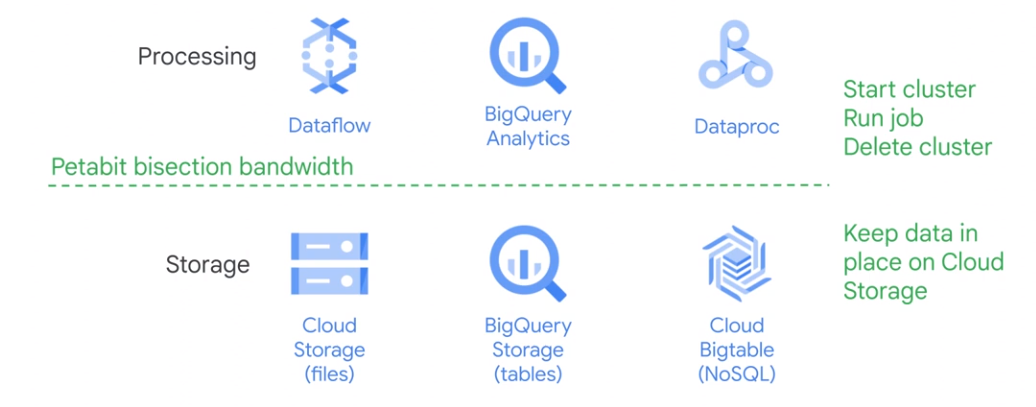 Processing
Dataflow
BigQuery
Analytics
Dataproc
Start cluster
Run job
Delete cluster
Petabit bisection bandwidth
Storage
Cloud
Storage
(files)
BigQuery
Storage
(tables)
Cloud
Bigtable
(NoSQL)
Keep data in
place on Cloud
Storage